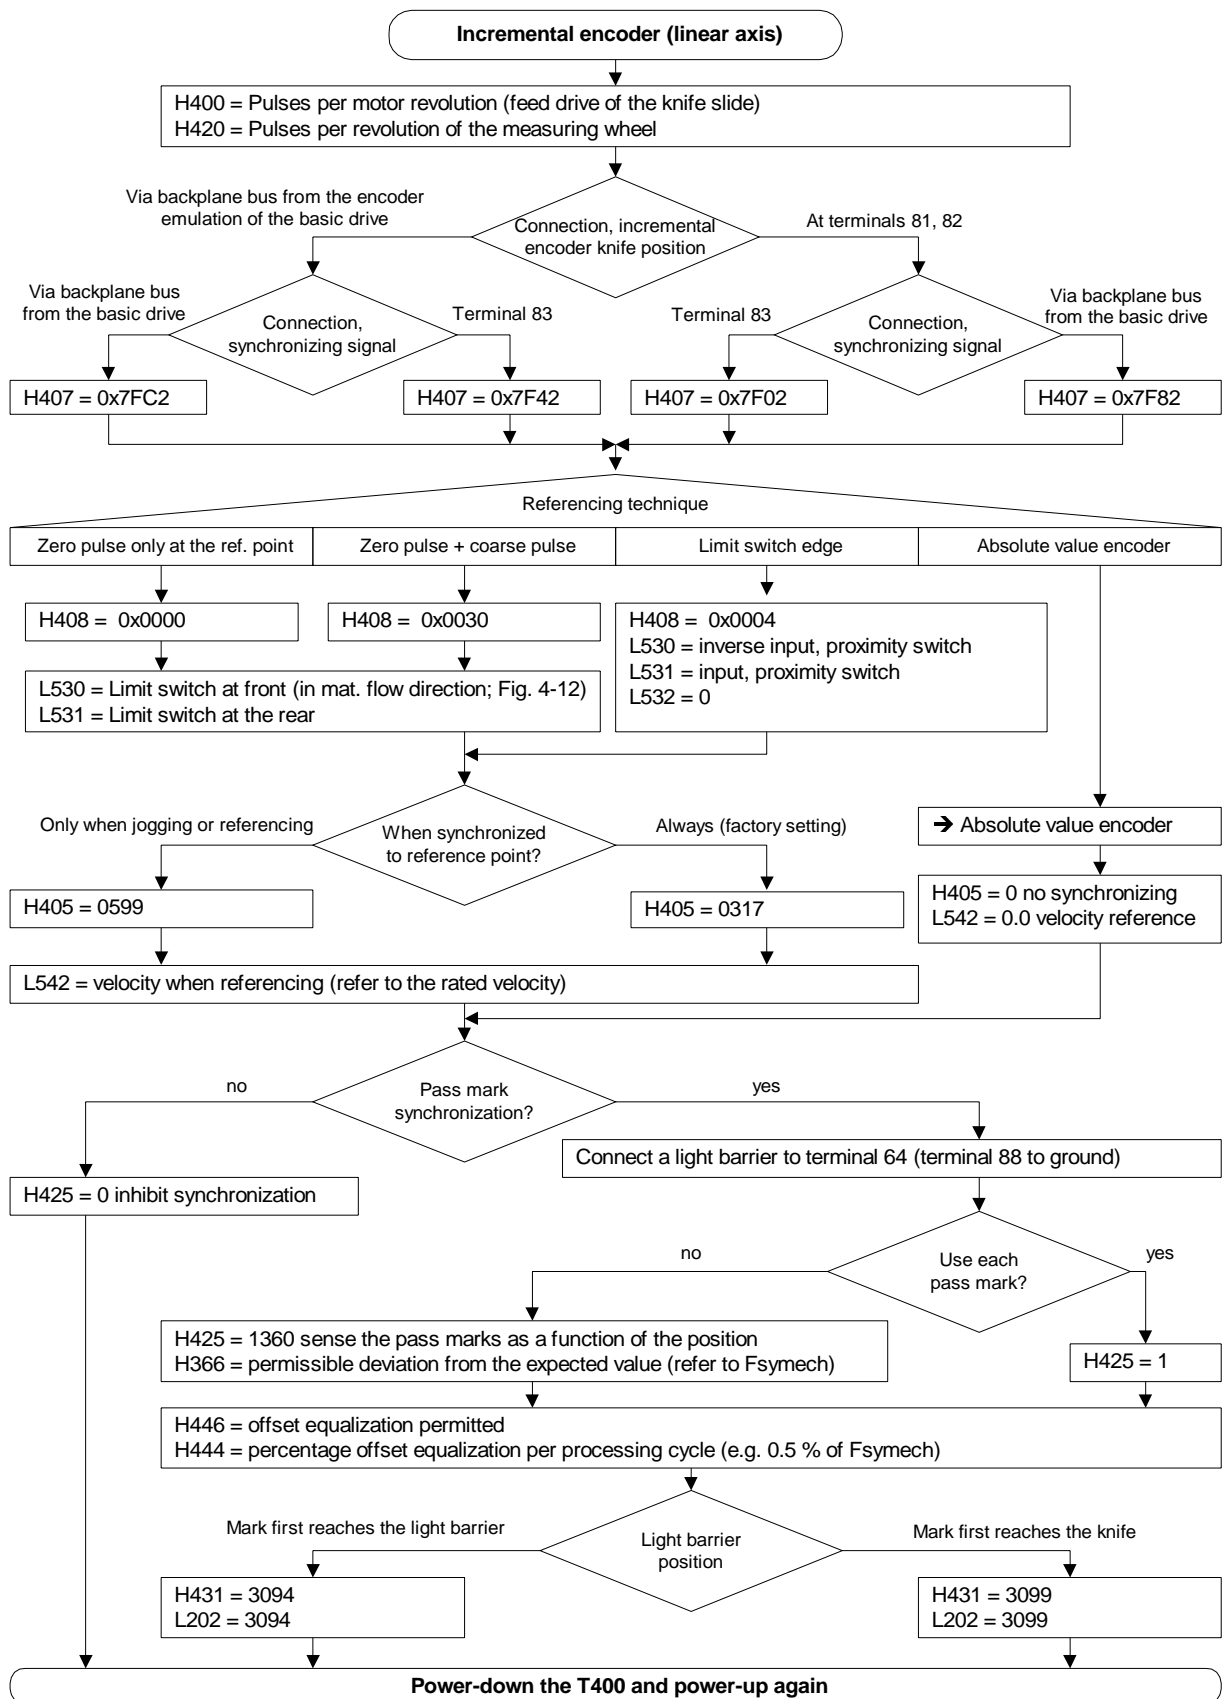 Incremental encoder (linear axis)
H400 = Pulses per motor revolution (feed drive of the knife slide)
H420 = Pulses per revolution of the measuring wheel
Via backplane bus from the encoder
emulation of the basic drive
Connection, incremental
encoder knife position
At terminals 81, 82
Via backplane bus
from the basic drive
Connection,
synchronizing signal
Terminal 83
Terminal 83
Connection,
synchronizing signal
Via backplane bus
from the basic drive
H407 = 0x7FC2
H407 = 0x7F42
H407 = 0x7F02
H407 = 0x7F82
Referencing technique
Zero pulse only at the ref. point
Zero pulse + coarse pulse
Limit switch edge
Absolute value encoder
H408 =  0x0000
H408 =  0x0030
H408 =  0x0004
L530 = inverse input, proximity switch
L531 = input, proximity switch
L532 = 0
L530 = Limit switch at front (in mat. flow direction; Fig. 4-12)
L531 = Limit switch at the rear
Only when jogging or referencing
When synchronized
to reference point?
Always (factory setting)
➔ Absolute value encoder
H405 = 0599
H405 = 0317
H405 = 0 no synchronizing
L542 = 0.0 velocity reference
L542 = velocity when referencing (refer to the rated velocity)
no
Pass mark
synchronization?
yes
Connect a light barrier to terminal 64 (terminal 88 to ground)
H425 = 0 inhibit synchronization
no
Use each
pass mark?
yes
H425 = 1360 sense the pass marks as a function of the position
H366 = permissible deviation from the expected value (refer to Fsymech)
H425 = 1
H446 = offset equalization permitted
H444 = percentage offset equalization per processing cycle (e.g. 0.5 % of Fsymech)
Mark first reaches the light barrier
Light barrier
position
Mark first reaches the knife
H431 = 3094
L202 = 3094
H431 = 3099
L202 = 3099
Power-down the T400 and power-up again